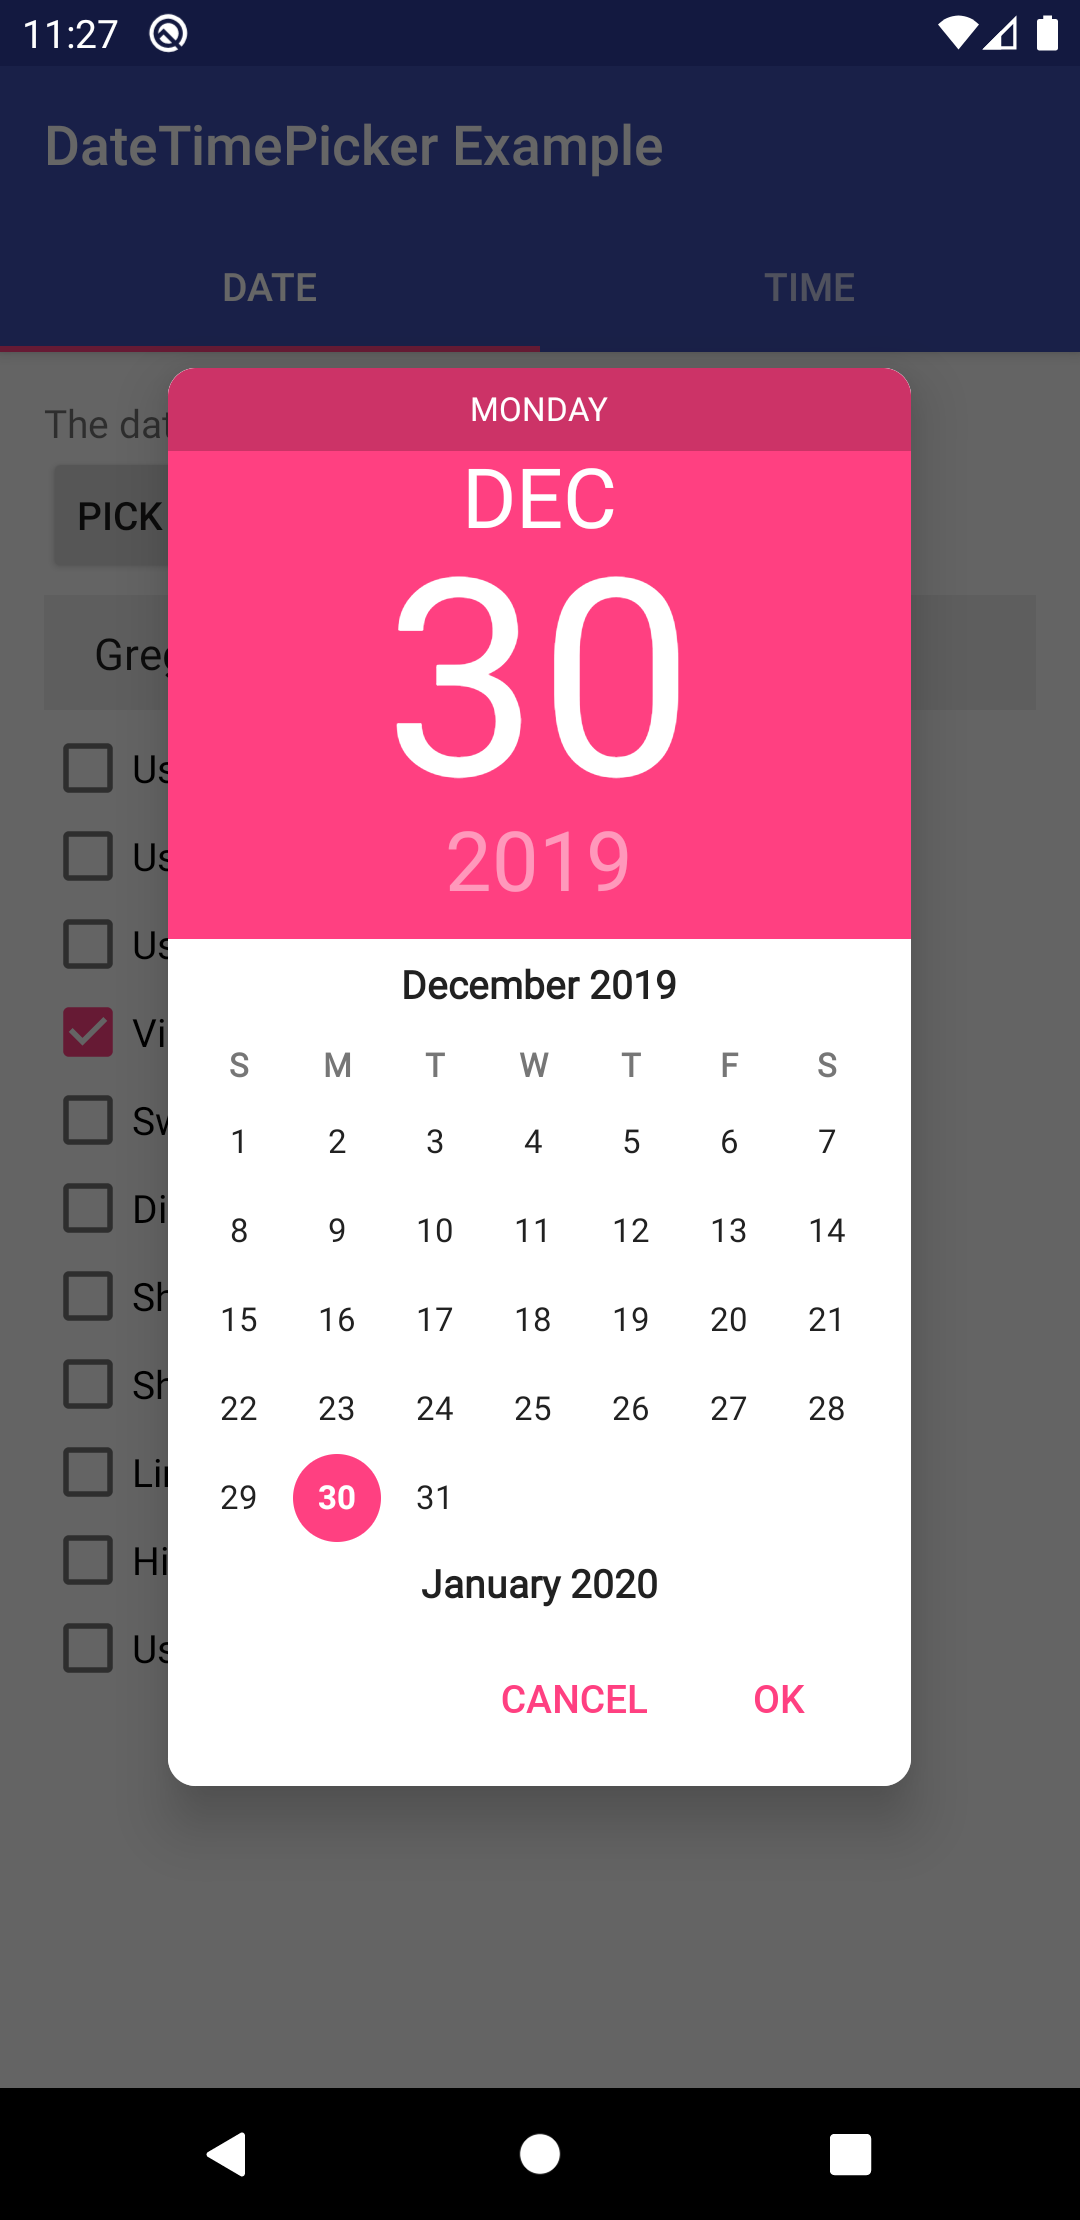 11:27
DateTimePicker Example
DATE TIME
The
PICK
MONDAY
DEC
30
2019
December 2019
S M T W T F S
1 2 3 4 5 6 7
8 9 10 11 12 13 14
15 16 17 18 19 20 21
22 23 24 25 26 27 28
29 30 31
January 2020
CANCEL OK